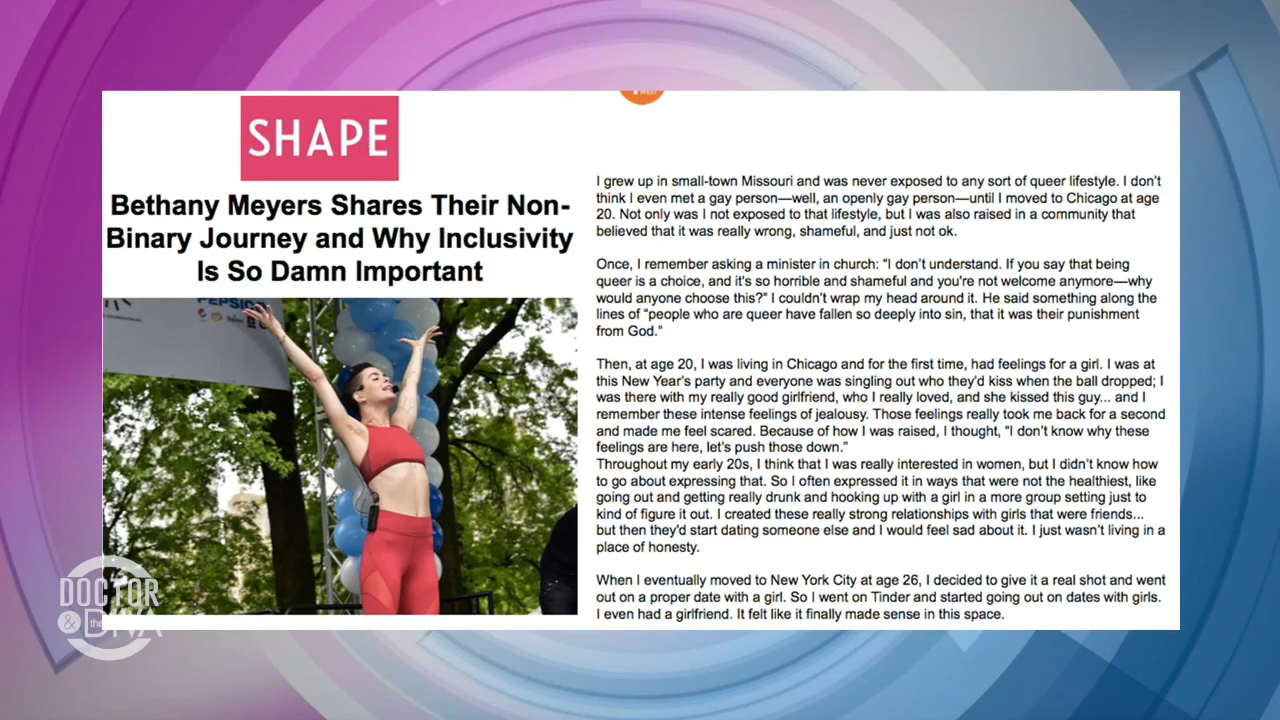 WEST
SHAPE
Bethany Meyers Shares Their Non-
Binary Journey and Why Inclusivity
Is So Damn Important
PEPSICO
pepsi
I grew up in small-town Missouri and was never exposed to any sort of queer lifestyle. I don't
think I even met a gay person—well, an openly gay person—until I moved to Chicago at age
20. Not only was I not exposed to that lifestyle, but I was also raised in a community that
believed that it was really wrong, shameful, and just not ok.
Once, I remember asking a minister in church: “I don't understand. If you say that being
queer is a choice, and it's so horrible and shameful and you're not welcome anymore—why
would anyone choose this?” I couldn't wrap my head around it. He said something along the
lines of “people who are queer have fallen so deeply into sin, that it was their punishment
from God.”
Then, at age 20, I was living in Chicago and for the first time, had feelings for a girl. I was at
this New Year's party and everyone was singling out who they'd kiss when the ball dropped; I
was there with my really good girlfriend, who I really loved, and she kissed this guy... and I
remember these intense feelings of jealousy. Those feelings really took me back for a second
and made me feel scared. Because of how I was raised, I thought, “I don't know why these
feelings are here, let's push those down.”
Throughout my early 20s, I think that I was really interested in women, but I didn't know how
to go about expressing that. So I often expressed it in ways that were not the healthiest, like
going out and getting really drunk and hooking up with a girl in a more group setting just to
kind of figure it out. I created these really strong relationships with girls that were friends...
but then they'd start dating someone else and I would feel sad about it. I just wasn't living in a
place of honesty.
When I eventually moved to New York City at age 26, I decided to give it a real shot and went
out on a proper date with a girl. So I went on Tinder and started going out on dates with girls.
I even had a girlfriend. It felt like it finally made sense in this space.
DOCTOR
& the DIVA